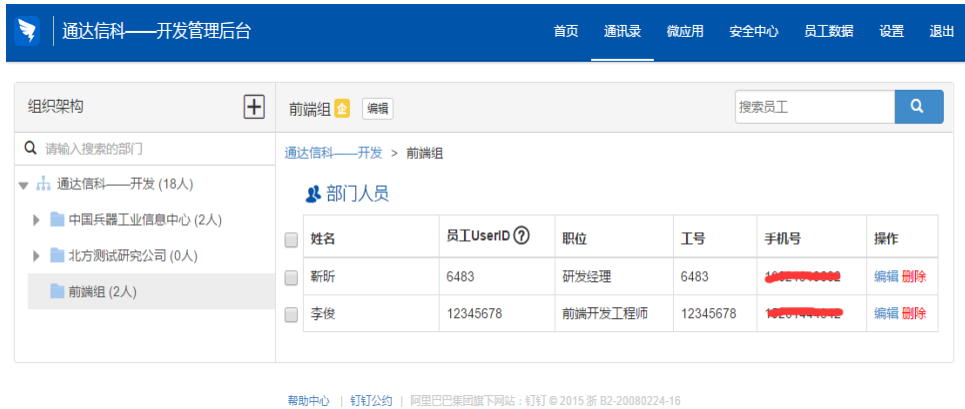 通达信科——开发管理后台
首页 通讯录 微应用 安全中心 员工数据 设置 退出
组织架构
请输入搜索的部门
通达信科——开发 (18人)
中国兵器工业信息中心 (2人)
北方测试研究公司 (0人)
前端组 (2人)
前端组 企 编辑 搜索员工
通达信科——开发 > 前端组
部门人员
姓名 员工UserID ? 职位 工号 手机号 操作
靳昕 6483 研发经理 6483 编辑 删除
李俊 12345678 前端开发工程师 12345678 编辑 删除
帮助中心 | 钉钉公约 | 阿里巴巴集团旗下网站：钉钉 © 2015 浙 B2-20080224-16